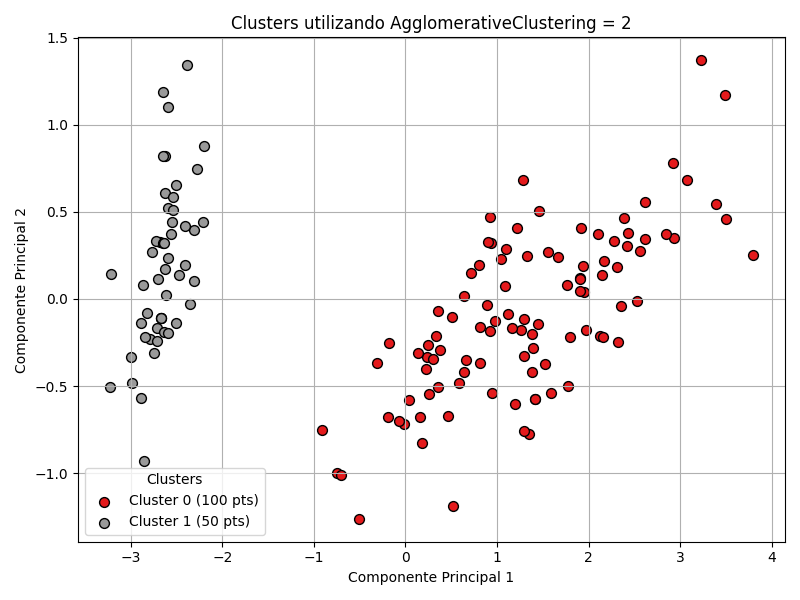 Clusters utilizando AgglomerativeClustering = 2
Componente Principal 2
1.5
1.0
0.5
0.0
−0.5
−1.0
Clusters
Cluster 0 (100 pts)
Cluster 1 (50 pts)
−3 −2 −1 0 1 2 3 4
Componente Principal 1